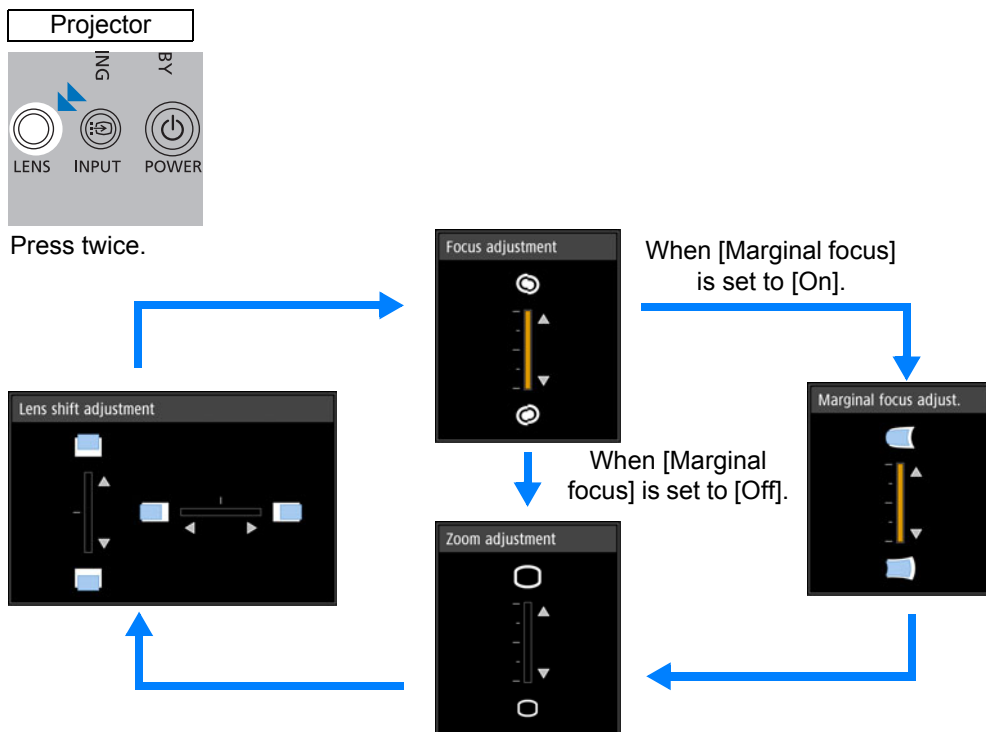 Projector
ING
BY
LENS
INPUT
POWER
Press twice.
Focus adjustment
When [Marginal focus]
is set to [On].
Lens shift adjustment
Marginal focus adjust.
When [Marginal
focus] is set to [Off].
Zoom adjustment